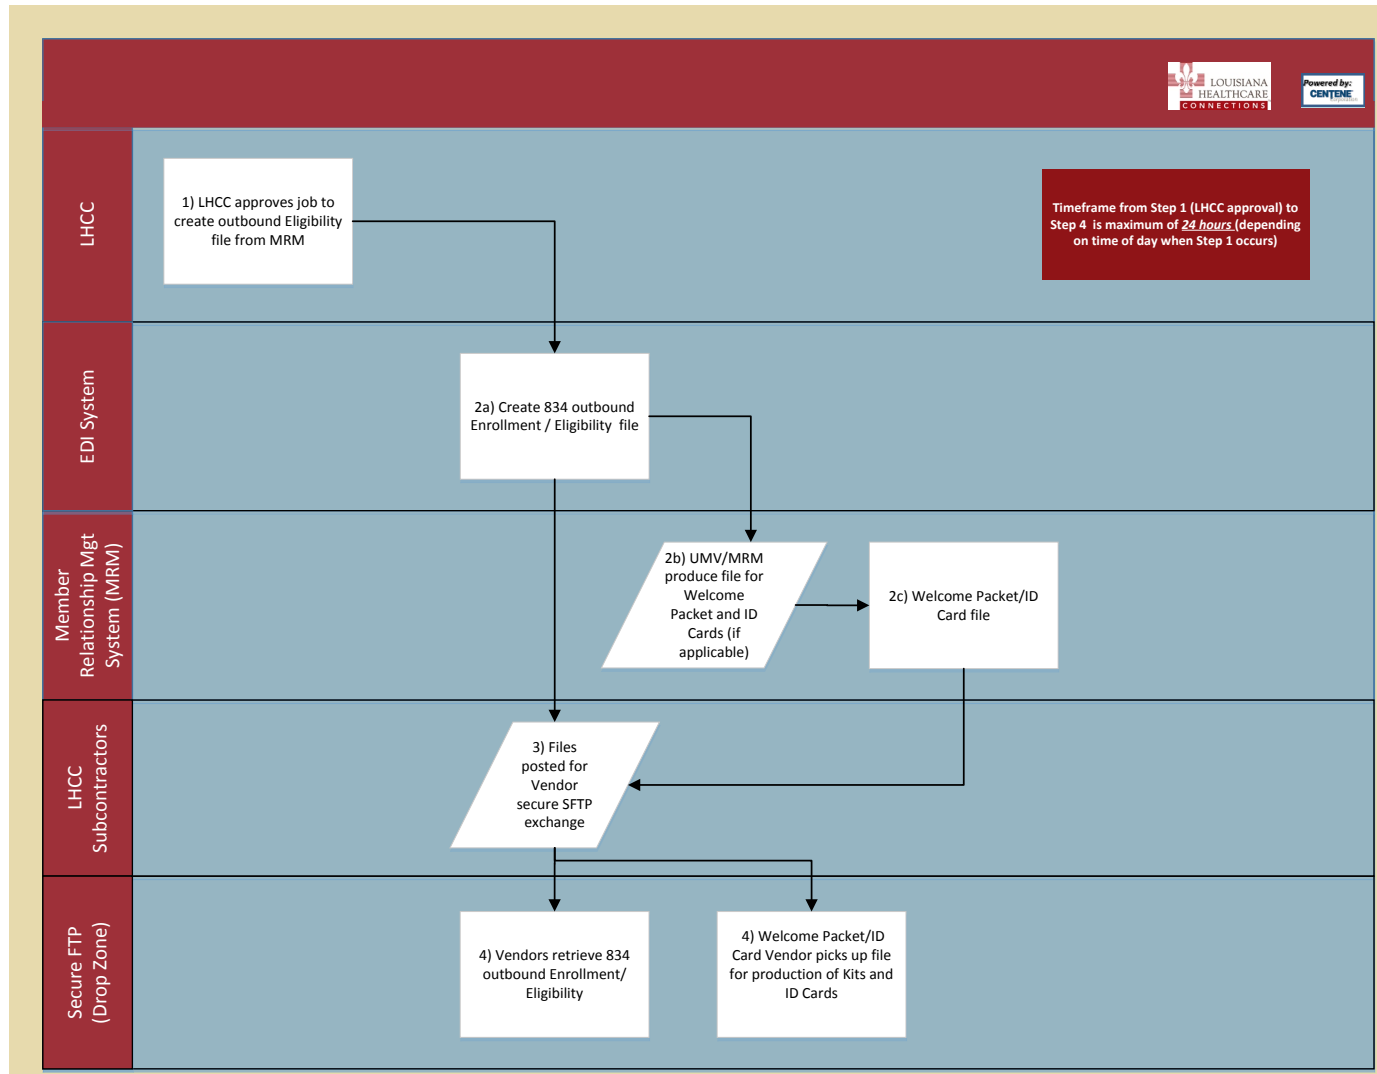 LOUISIANA
HEALTHCARE
CONNECTIONS
Powered by:
CENTENE
Corporation
LHCC
1) LHCC approves job to
create outbound Eligibility
file from MRM
Timeframe from Step 1 (LHCC approval) to
Step 4 is maximum of 24 hours (depending
on time of day when Step 1 occurs)
EDI System
2a) Create 834 outbound
Enrollment / Eligibility file
Member
Relationship Mgt
System (MRM)
2b) UMV/MRM
produce file for
Welcome
Packet and ID
Cards (if
applicable)
2c) Welcome Packet/ID
Card file
LHCC
Subcontractors
3) Files
posted for
Vendor
secure SFTP
exchange
Secure FTP
(Drop Zone)
4) Vendors retrieve 834
outbound Enrollment/
Eligibility
4) Welcome Packet/ID
Card Vendor picks up file
for production of Kits and
ID Cards